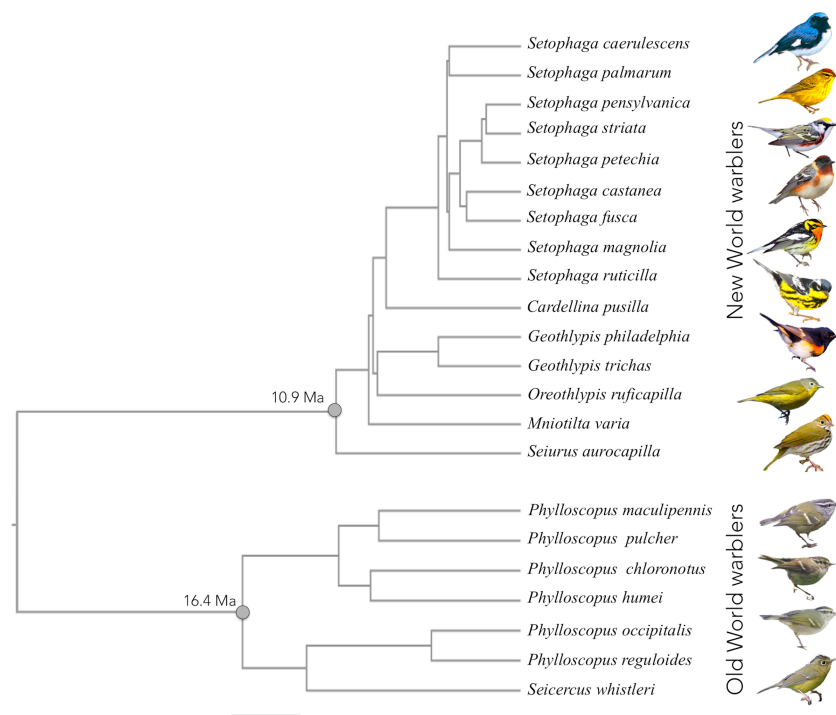 Setophaga caerulescens
Setophaga palmarum
Setophaga pensylvanica
Setophaga striata
Setophaga petechia
Setophaga castanea
Setophaga fusca
Setophaga magnolia
Setophaga ruticilla
Cardellina pusilla
Geothlypis philadelphia
Geothlypis trichas
Oreothlypis ruficapilla
Mniotilta varia
Seiurus aurocapilla
10.9 Ma
New World warblers
Phylloscopus maculipennis
Phylloscopus pulcher
Phylloscopus chloronotus
Phylloscopus humei
Phylloscopus occipitalis
Phylloscopus reguloides
Seicercus whistleri
16.4 Ma
Old World warblers